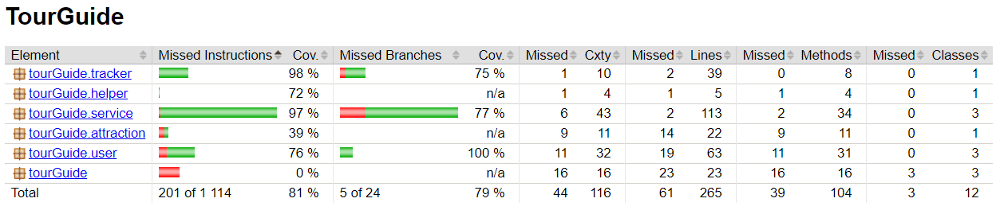 TourGuide
Element Missed Instructions Cov. Missed Branches Cov. Missed Cxty Missed Lines Missed Methods Missed Classes
tourGuide.tracker 98 % 75 % 1 10 2 39 0 8 0 1
tourGuide.helper 72 % n/a 1 4 1 5 1 4 0 1
tourGuide.service 97 % 77 % 6 43 2 113 2 34 0 3
tourGuide.attraction 39 % n/a 9 11 14 22 9 11 0 1
tourGuide.user 76 % 100 % 11 32 19 63 11 31 0 3
tourGuide 0 % n/a 16 16 23 23 16 16 3 3
Total 201 of 1 114 81 % 5 of 24 79 % 44 116 61 265 39 104 3 12